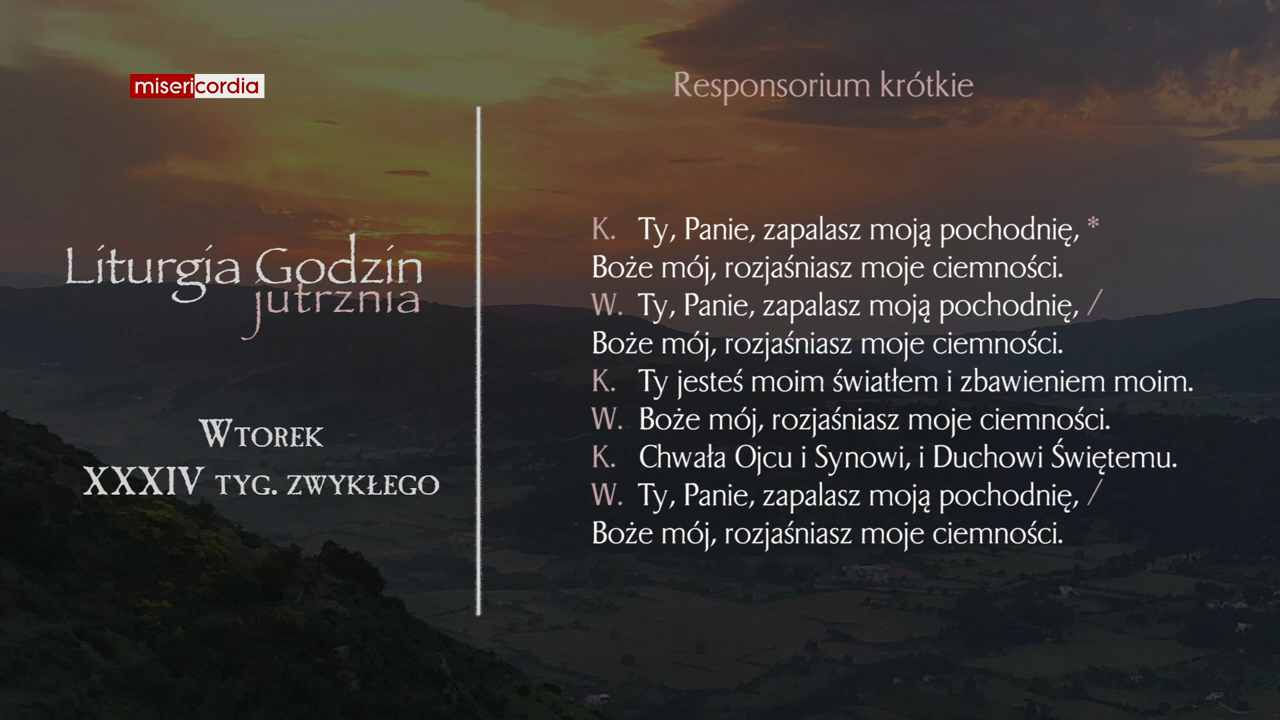 misericordia
Liturgia Godzin
jutrznia
Wtorek
XXXIV tyg. zwykłego
Responsorium krótkie
K. Ty, Panie, zapalasz moją pochodnię, *
Boże mój, rozjaśniasz moje ciemności.
W. Ty, Panie, zapalasz moją pochodnię, /
Boże mój, rozjaśniasz moje ciemności.
K. Ty jesteś moim światłem i zbawieniem moim.
W. Boże mój, rozjaśniasz moje ciemności.
K. Chwała Ojcu i Synowi, i Duchowi Świętemu.
W. Ty, Panie, zapalasz moją pochodnię, /
Boże mój, rozjaśniasz moje ciemności.